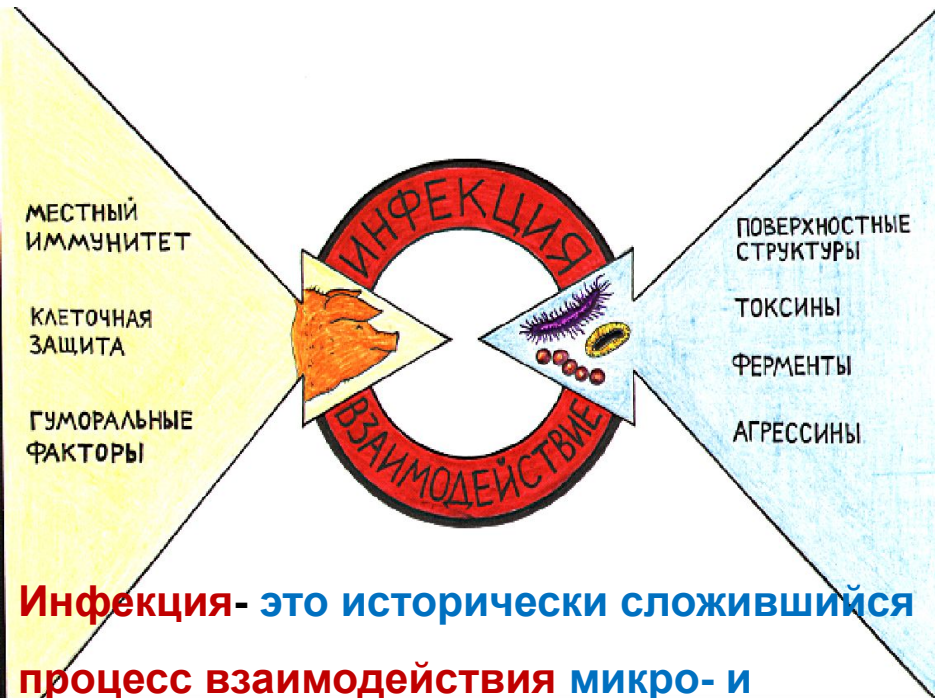 МЕСТНЫЙ
ИММУНИТЕТ
КЛЕТОЧНАЯ
ЗАЩИТА
ГУМОРАЛЬНЫЕ
ФАКТОРЫ
ИНФЕКЦИЯ
ВЗАИМОДЕЙСТВИЕ
ПОВЕРХНОСТНЫЕ
СТРУКТУРЫ
ТОКСИНЫ
ФЕРМЕНТЫ
АГРЕССИНЫ
Инфекция- это исторически сложившийся
процесс взаимодействия микро- и